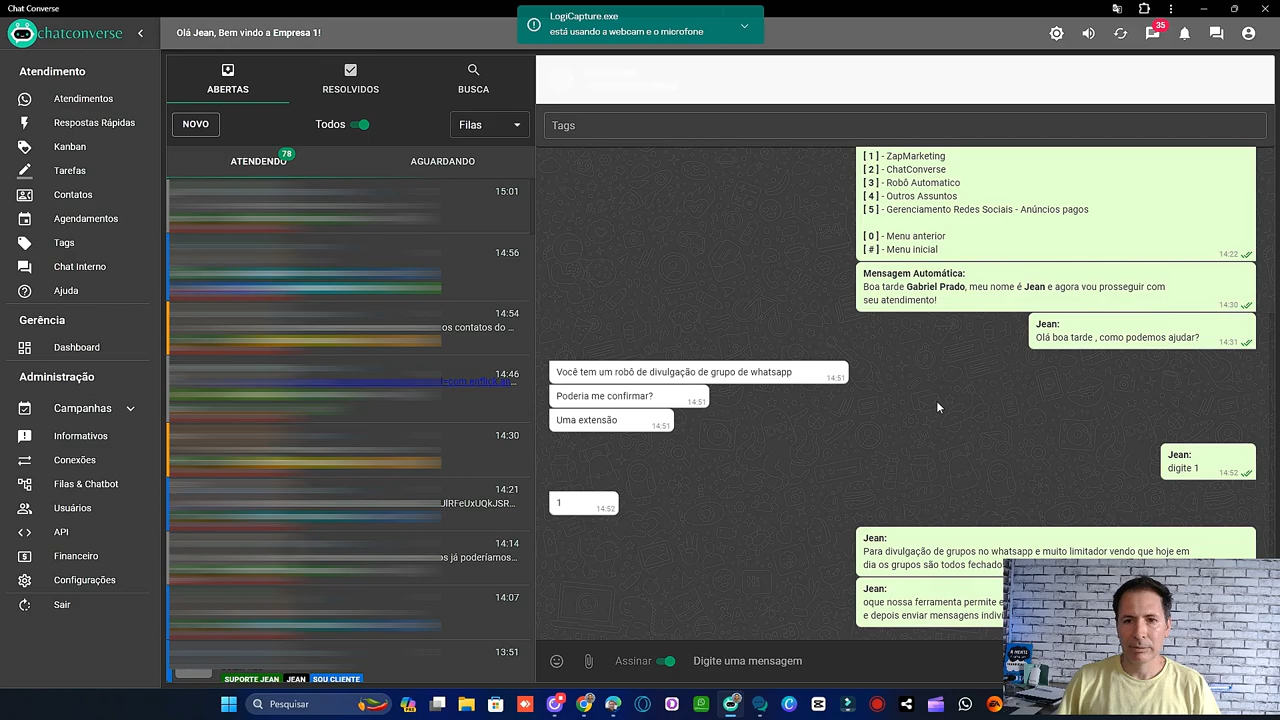 Chat Converse
LogiCapture.exe
está usando a webcam e o microfone
chatconverse
Olá Jean, Bem vindo a Empresa 1!
35
Atendimento
Atendimentos
Respostas Rápidas
Kanban
Tarefas
Contatos
Agendamentos
Tags
Chat Interno
Ajuda
Gerência
Dashboard
Administração
Campanhas
Informativos
Conexões
Filas & Chatbot
Usuários
API
Financeiro
Configurações
Sair
ABERTAS
RESOLVIDOS
BUSCA
NOVO
Todos
Filas
ATENDENDO
78
AGUARDANDO
15:01
14:56
14:54
os contatos do ...
14:46
14:30
14:21
14:14
os já poderíamos...
14:07
13:51
SUPORTE JEAN
JEAN
SOU CLIENTE
Tags
[ 1 ] - ZapMarketing
[ 2 ] - ChatConverse
[ 3 ] - Robô Automatico
[ 4 ] - Outros Assuntos
[ 5 ] - Gerenciamento Redes Sociais - Anúncios pagos
[ 0 ] - Menu anterior
[ # ] - Menu inicial
14:22
Mensagem Automática:
Boa tarde Gabriel Prado, meu nome é Jean e agora vou prosseguir com
seu atendimento!
14:30
Jean:
Olá boa tarde , como podemos ajudar?
14:31
Você tem um robô de divulgação de grupo de whatsapp
14:51
Poderia me confirmar?
14:51
Uma extensão
14:51
Jean:
digite 1
14:52
1
14:52
Jean:
Para divulgação de grupos no whatsapp e muito limitador vendo que hoje em
dia os grupos são todos fechado
Jean:
oque nossa ferramenta permite e
e depois enviar mensagens indivi
Assinar
Digite uma mensagem
Pesquisar